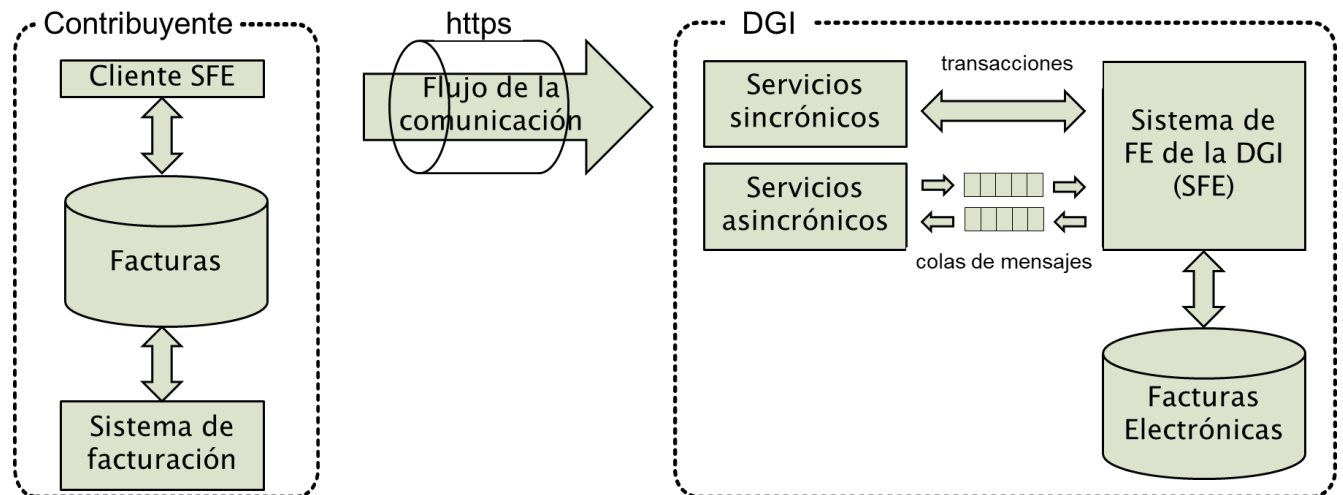 Contribuyente
Cliente SFE
Facturas
Sistema de
facturación
https
Flujo de la
comunicación
DGI
Servicios
sincrónicos
transacciones
Servicios
asincrónicos
colas de mensajes
Sistema de
FE de la DGI
(SFE)
Facturas
Electrónicas